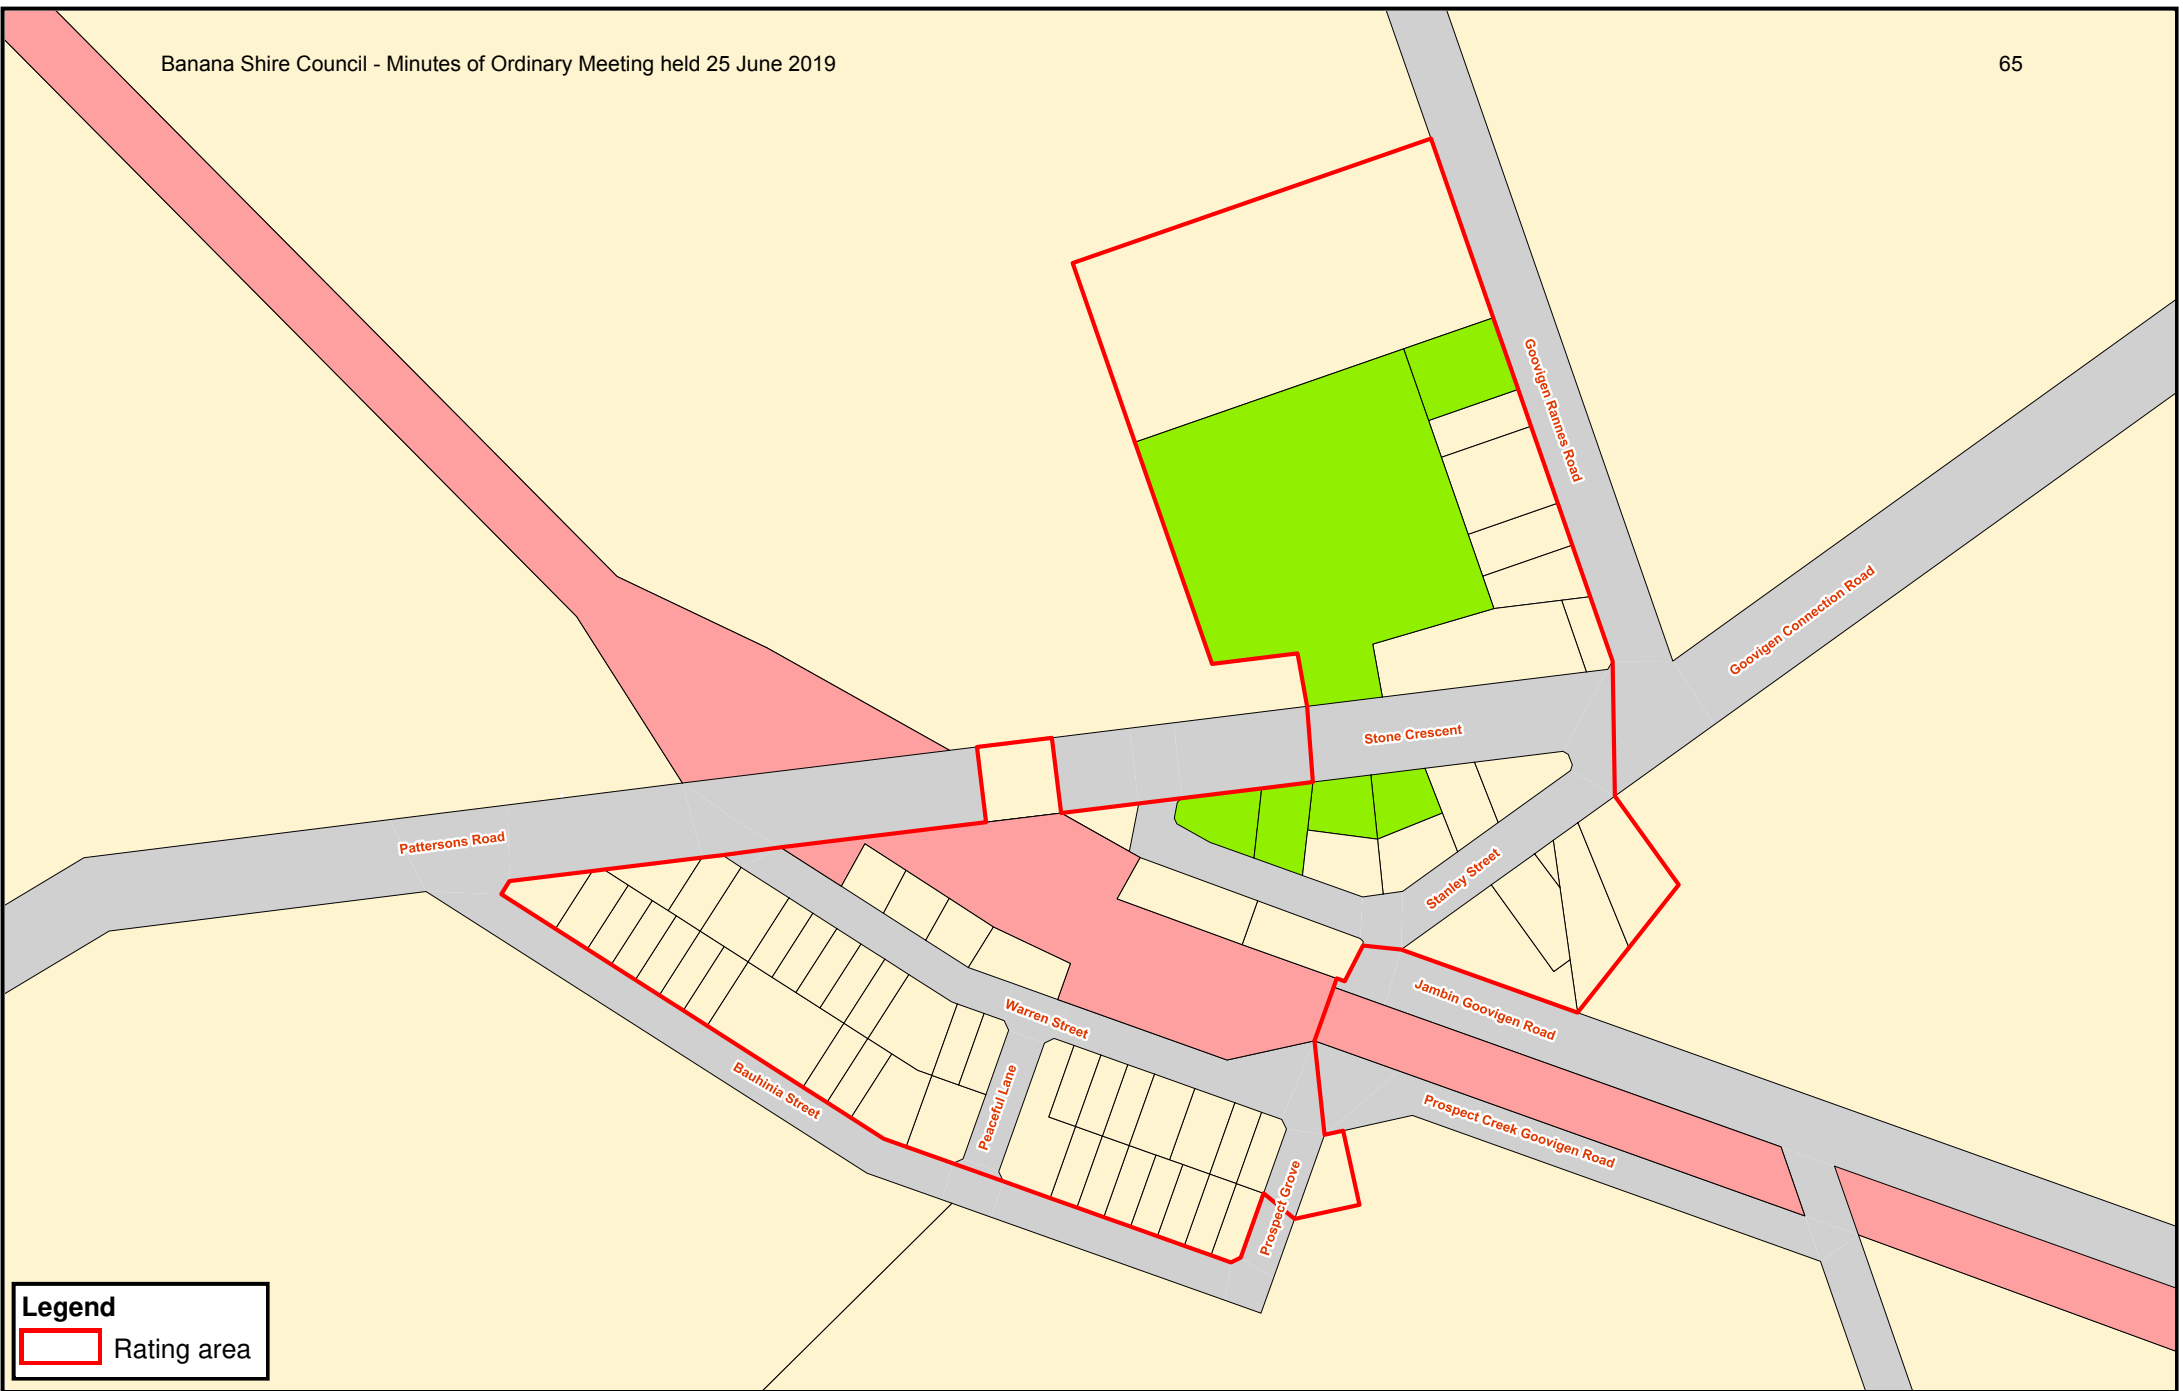 Banana Shire Council - Minutes of Ordinary Meeting held 25 June 2019
65
Goovigen Rannes Road
Goovigen Connection Road
Stone Crescent
Pattersons Road
Stanley Street
Jambin Goovigen Road
Warren Street
Bauhinia Street
Peaceful Lane
Prospect Creek Goovigen Road
Prospect Grove
Legend
Rating area